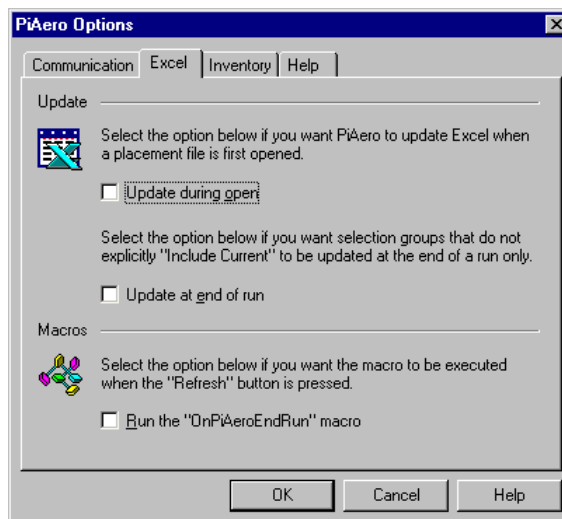 PiAero Options
Communication Excel Inventory Help
Update
Select the option below if you want PiAero to update Excel when
a placement file is first opened.
Update during open
Select the option below if you want selection groups that do not
explicitly "Include Current" to be updated at the end of a run only.
Update at end of run
Macros
Select the option below if you want the macro to be executed
when the "Refresh" button is pressed.
Run the "OnPiAeroEndRun" macro
OK Cancel Help